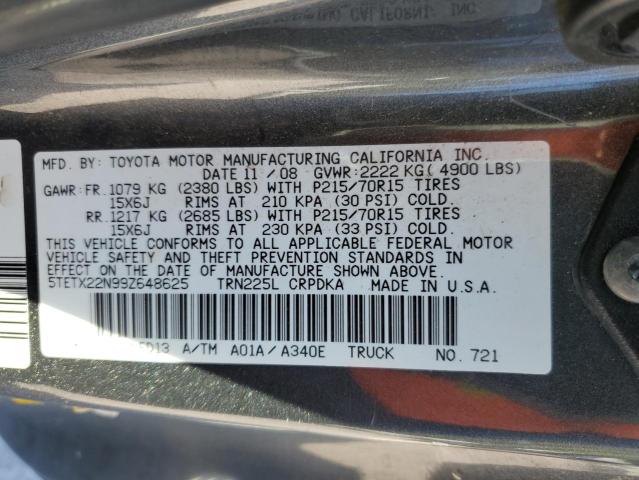 CALIFORNIA, INC.
MFD. BY: TOYOTA MOTOR MANUFACTURING CALIFORNIA INC.
DATE 11/08 GVWR:2222 KG( 4900 LBS)
GAWR:FR.1079 KG (2380 LBS) WITH P215/70R15 TIRES
15X6J RIMS AT 210 KPA (30 PSI) COLD.
RR.1217 KG (2685 LBS) WITH P215/70R15 TIRES
15X6J RIMS AT 230 KPA (33 PSI) COLD.
THIS VEHICLE CONFORMS TO ALL APPLICABLE FEDERAL MOTOR
VEHICLE SAFETY AND THEFT PREVENTION STANDARDS IN
EFFECT ON THE DATE OF MANUFACTURE SHOWN ABOVE.
5TETX22N99Z648625 TRN225L CRPDKA MADE IN U.S.A.
A/TM A01A/A340E TRUCK NO. 721